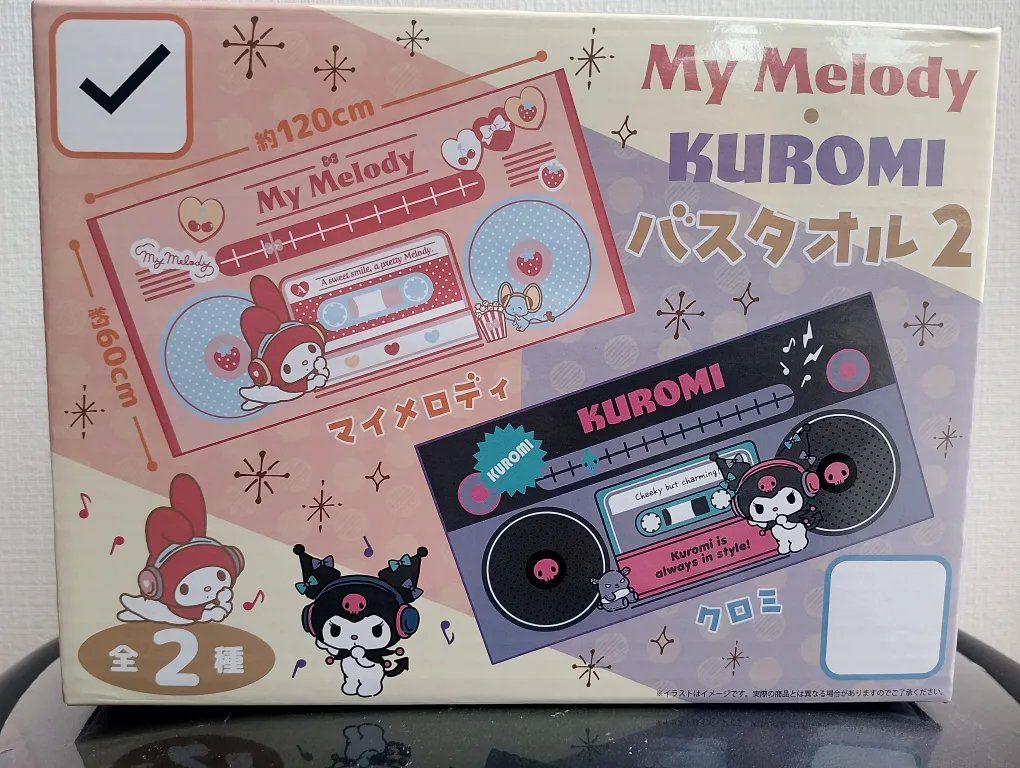 My Melody
・
KUROMI
バスタオル2
約120cm
約60cm
My Melody
My Melody
A
A sweet smile, a pretty Melody.
マイメロディ
KUROMI
KUROMI
Cheeky but charming
Kuromi is
always in style!
クロミ
全2種
※イラストはイメージです。実際の商品とは異なる場合がありますのでご了承ください。